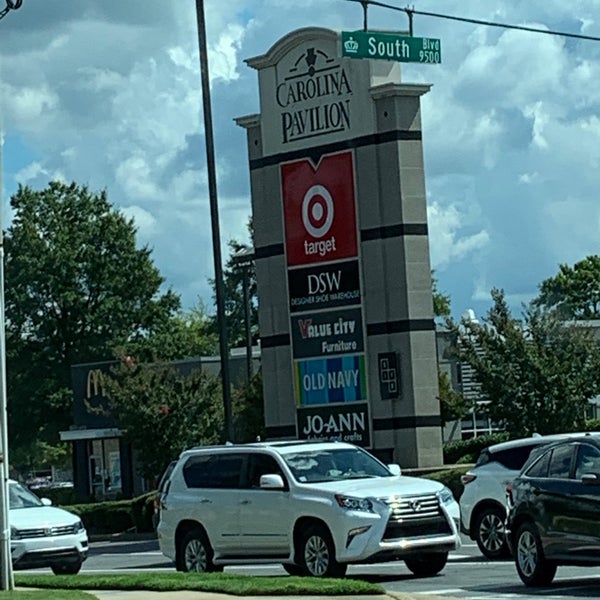 South Blvd
9500
CAROLINA
PAVILION
target
DSW
DESIGNER SHOE WAREHOUSE
VALUE CITY
Furniture
OLD NAVY
JO-ANN
fabrics and crafts